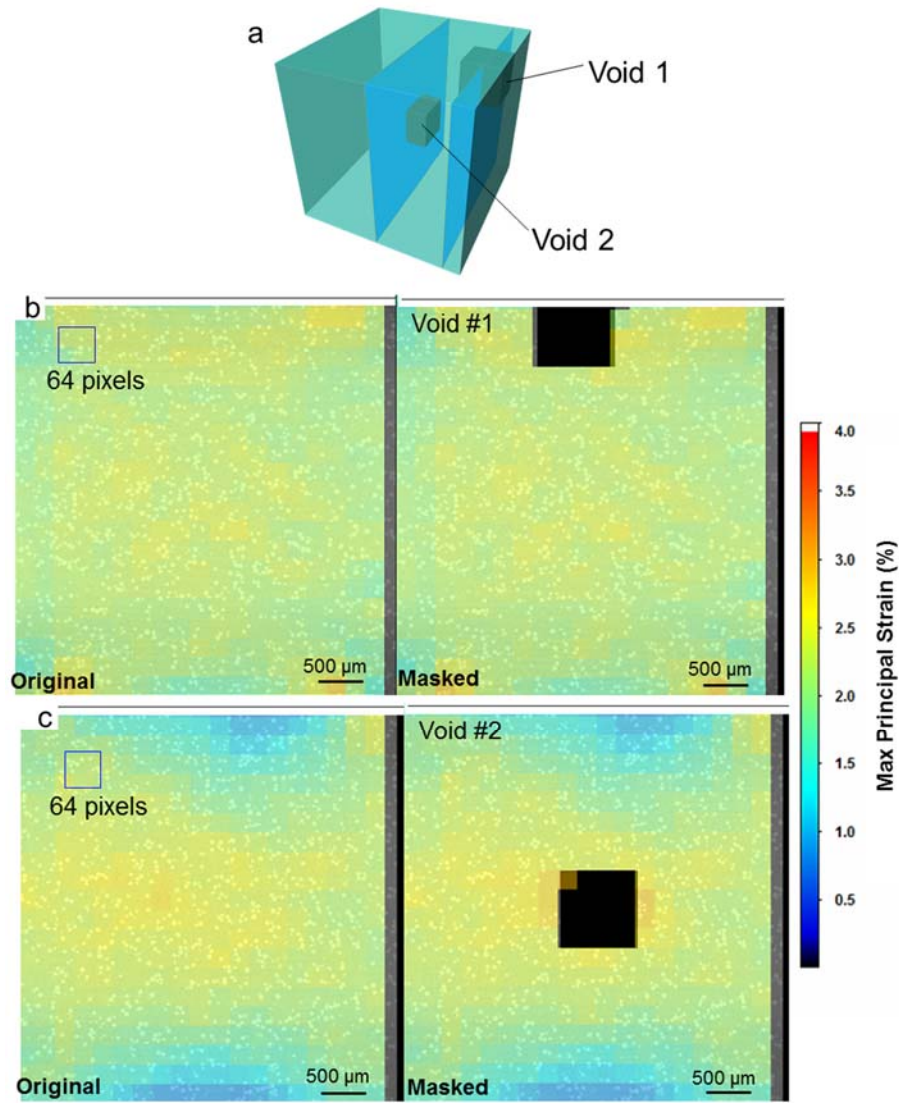 a
Void 1
Void 2
b
64 pixels
Original
500 µm
Void #1
Masked
500 µm
c
64 pixels
Original
500 µm
Void #2
Masked
500 µm
4.0
3.5
3.0
2.5
2.0
1.5
1.0
0.5
Max Principal Strain (%)